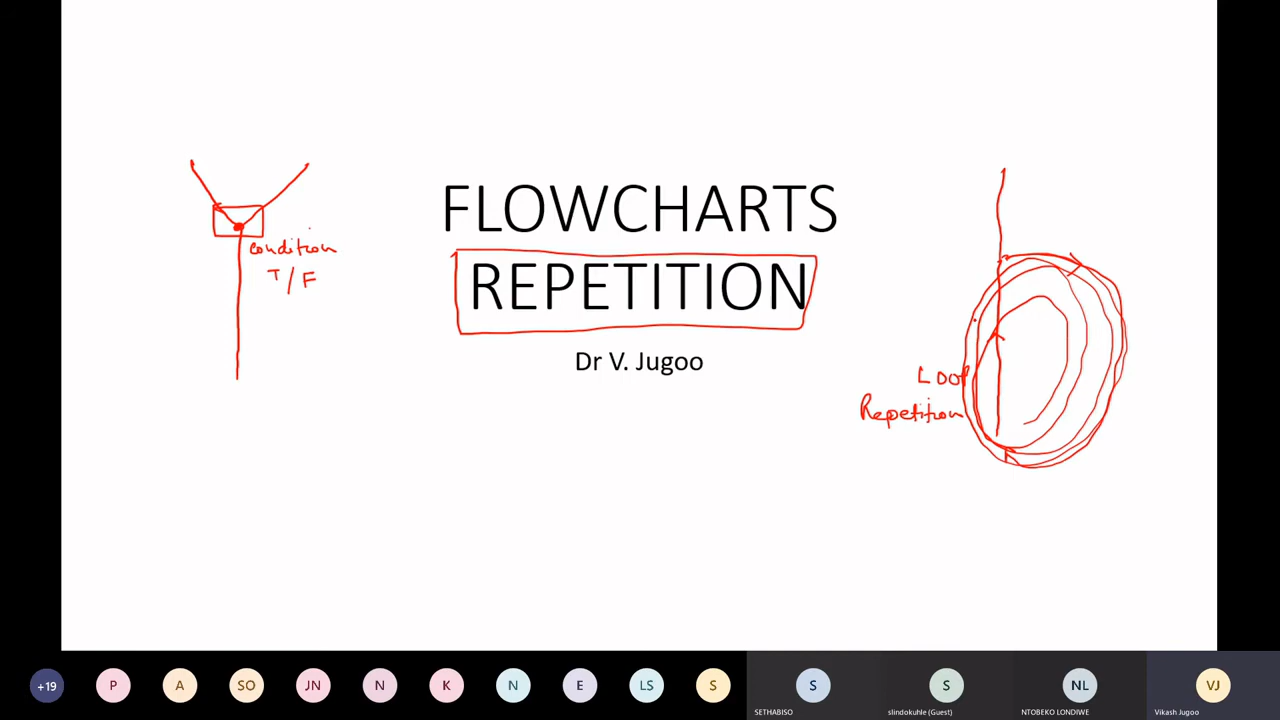 FLOWCHARTS
REPETITION
Dr V. Jugoo
condition
T/F
Loop
Repetition
+19
P
A
SO
JN
N
K
N
E
LS
S
S
SETHABISO
S
slindokuhle (Guest)
NL
NTOBEKO LONDIWE
VJ
Vikash Jugoo